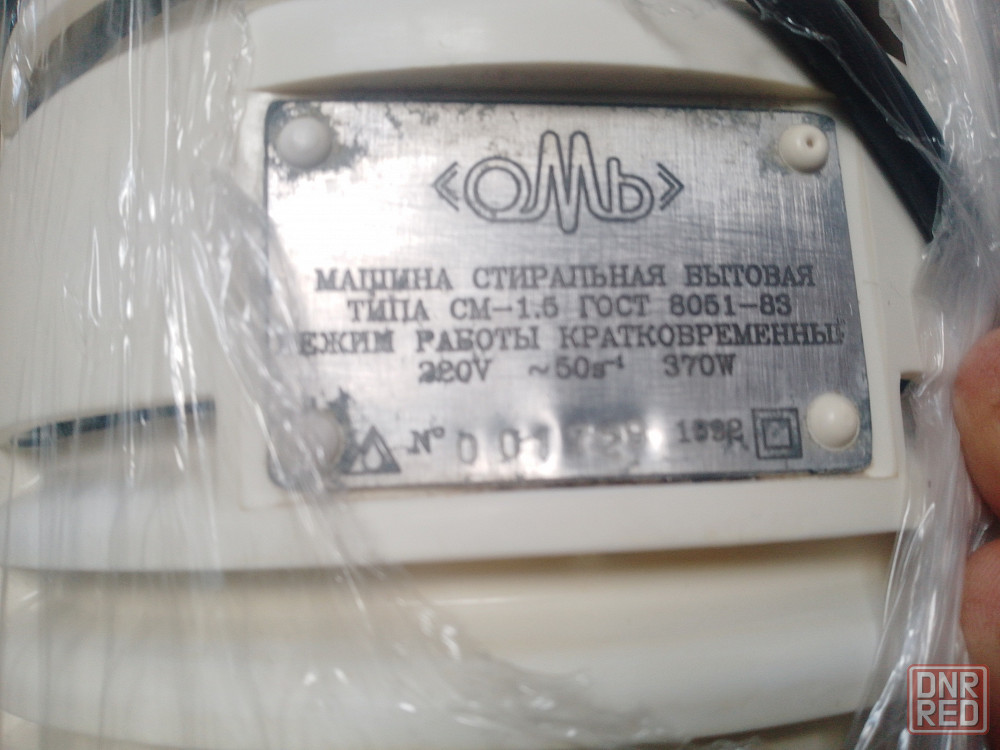 «ОМЬ»
МАШИНА СТИРАЛЬНАЯ БЫТОВАЯ
ТИПА СМ-1.5 ГОСТ 8051-83
ЕЖИМ РАБОТЫ КРАТКОВРЕМЕННЫ
220V ~50s⁻¹ 370W
№
DNR
RED